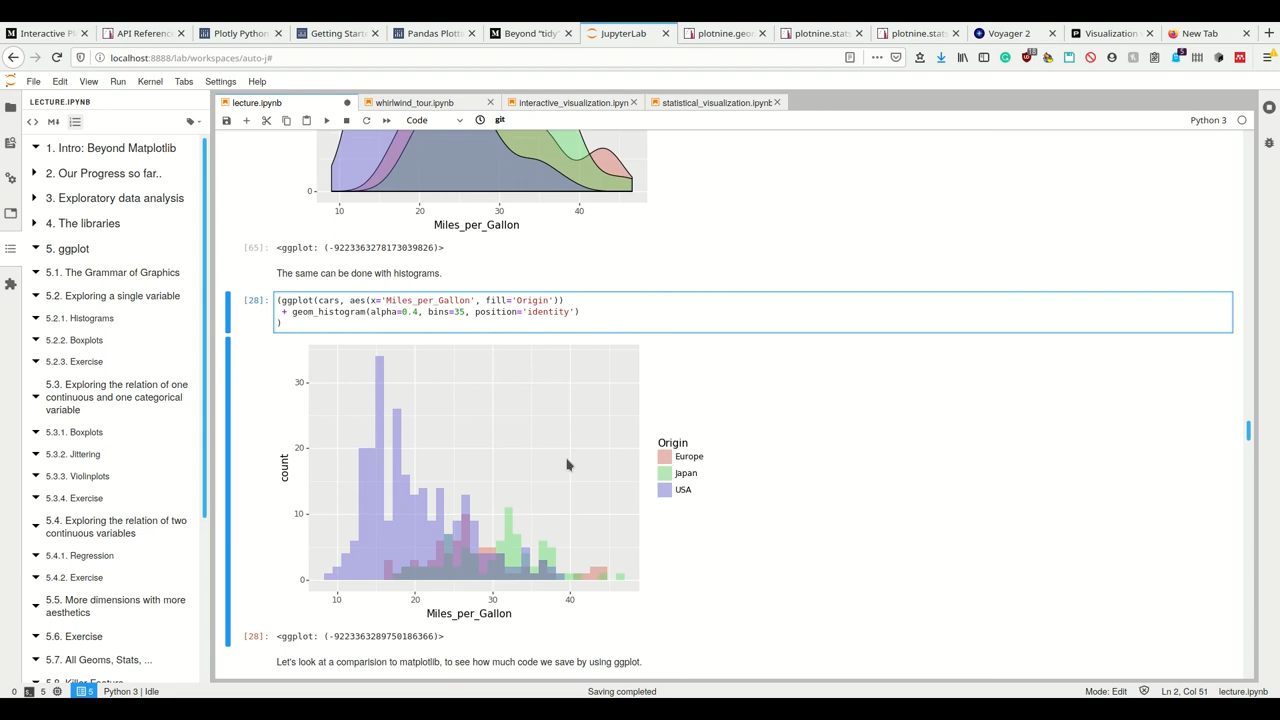 Interactive Pl
API Reference
Plotly Python
Getting Starte
Pandas Plottin
Beyond "tidy"
JupyterLab
plotnine.geo
plotnine.stats
plotnine.stats
Voyager 2
Visualization
New Tab
localhost:8888/lab/workspaces/auto-j#
File Edit View Run Kernel Tabs Settings Help
LECTURE.IPYNB
lecture.ipynb
whirlwind_tour.ipynb
interactive_visualization.ipyn
statistical_visualization.ipynb
Code
git
Python 3
1. Intro: Beyond Matplotlib
2. Our Progress so far..
3. Exploratory data analysis
4. The libraries
5. ggplot
5.1. The Grammar of Graphics
5.2. Exploring a single variable
5.2.1. Histograms
5.2.2. Boxplots
5.2.3. Exercise
5.3. Exploring the relation of one
continuous and one categorical
variable
5.3.1. Boxplots
5.3.2. Jittering
5.3.3. Violinplots
5.3.4. Exercise
5.4. Exploring the relation of two
continuous variables
5.4.1. Regression
5.4.2. Exercise
5.5. More dimensions with more
aesthetics
5.6. Exercise
5.7. All Geoms, Stats, ...
5.8. Killer Feature
0
10 20 30 40
Miles_per_Gallon
[65]: <ggplot: (-9223363278173039826)>
The same can be done with histograms.
[28]: (ggplot(cars, aes(x='Miles_per_Gallon', fill='Origin'))
+ geom_histogram(alpha=0.4, bins=35, position='identity')
)
30
20
10
0
count
10 20 30 40
Miles_per_Gallon
Origin
Europe
Japan
USA
[28]: <ggplot: (-9223363289750186366)>
Let's look at a comparision to matplotlib, to see how much code we save by using ggplot.
0 5 5 Python 3 | Idle
Saving completed
Mode: Edit Ln 2, Col 51 lecture.ipynb